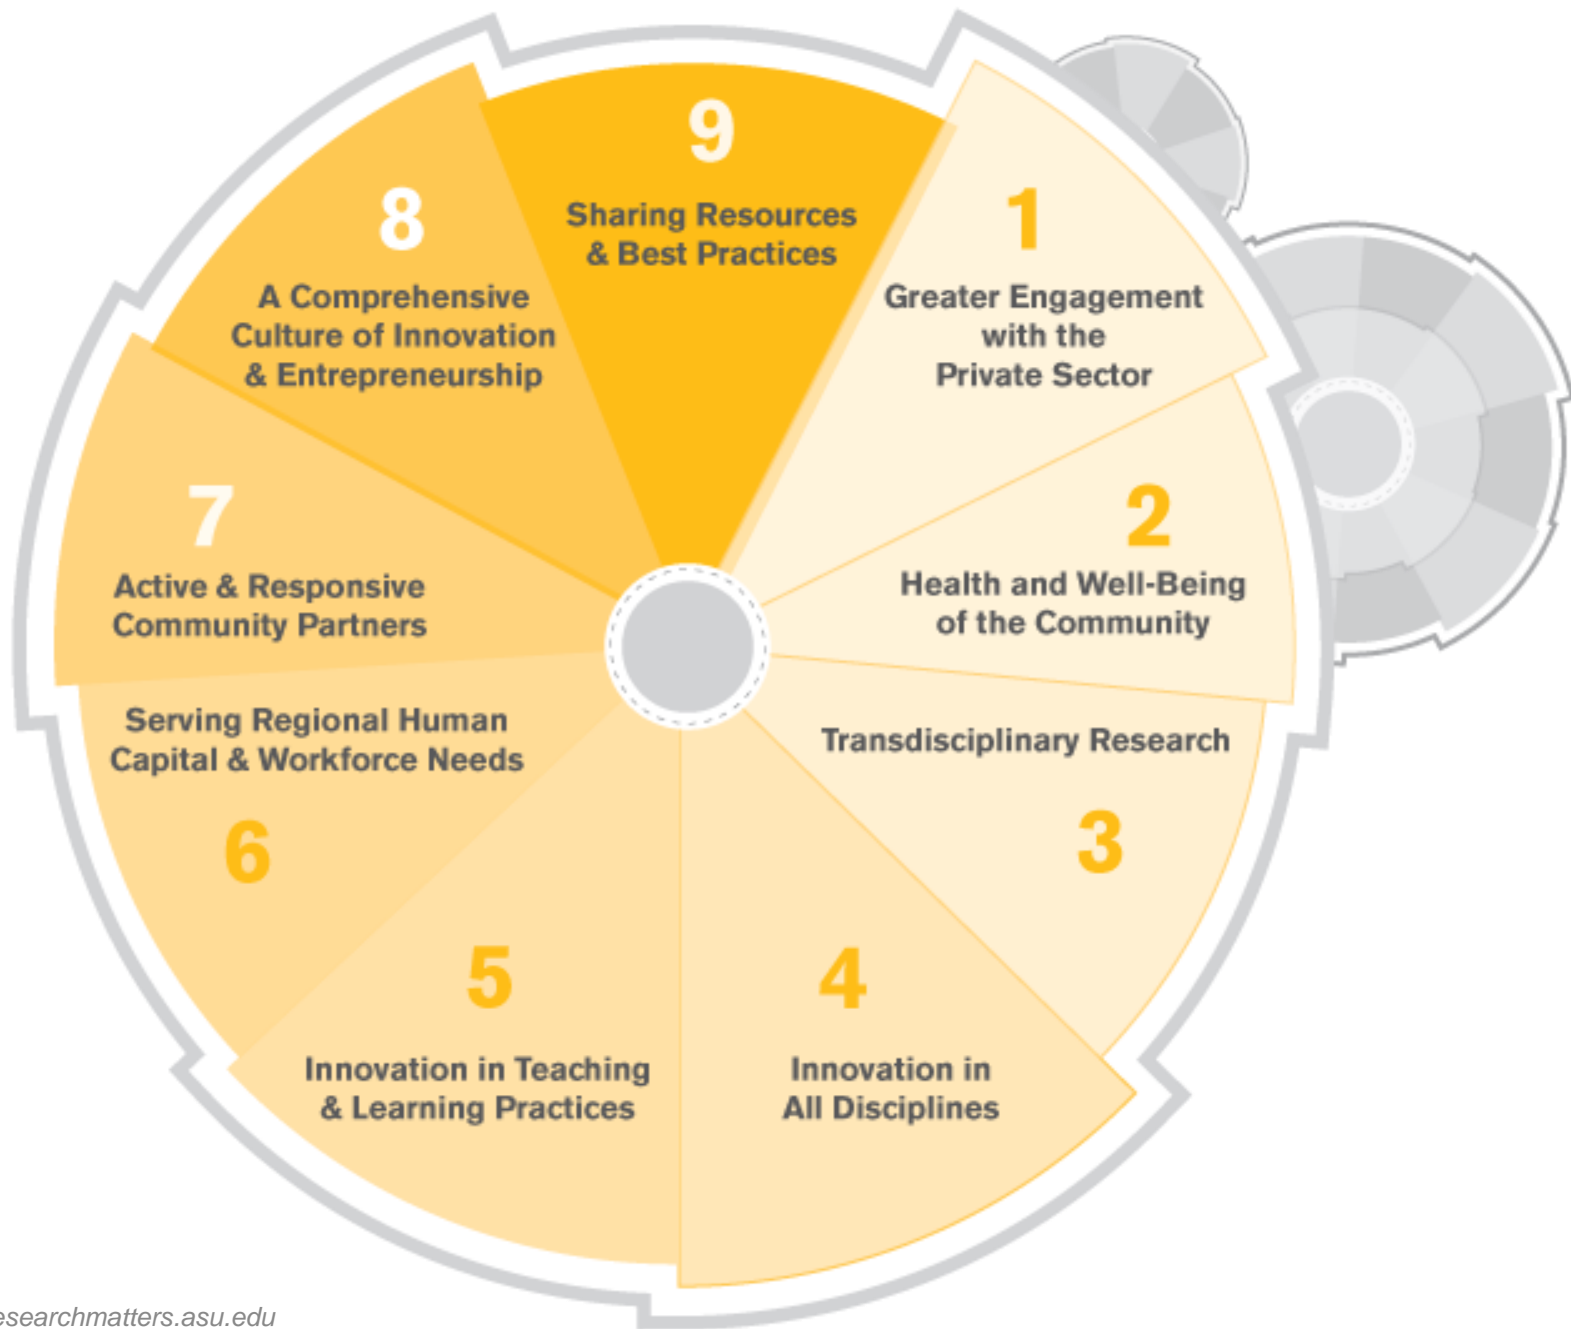 9
Sharing Resources
& Best Practices
1
Greater Engagement
with the
Private Sector
2
Health and Well-Being
of the Community
Transdisciplinary Research
3
4
Innovation in
All Disciplines
5
Innovation in Teaching
& Learning Practices
Serving Regional Human
Capital & Workforce Needs
6
7
Active & Responsive
Community Partners
8
A Comprehensive
Culture of Innovation
& Entrepreneurship
esearchmatters.asu.edu